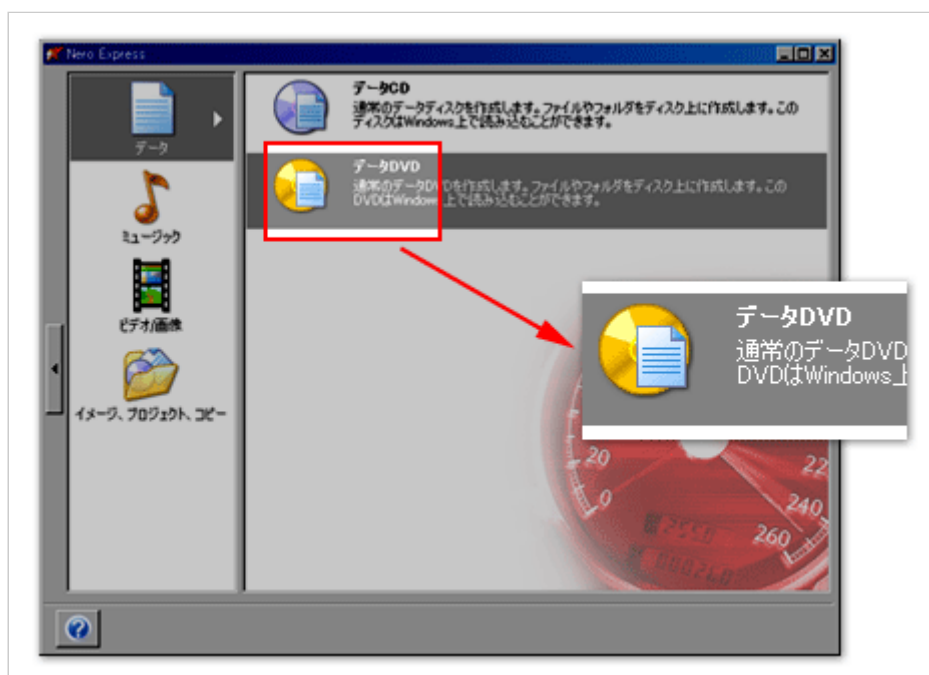 Nero Express
データ
ミュージック
ビデオ/画像
イメージ、プロジェクト、コピー
データCD
通常のデータディスクを作成します。ファイルやフォルダをディスク上に作成します。この
ディスクはWindows上で読み込むことができます。
データDVD
通常のデータDVDを作成します。ファイルやフォルダをディスク上に作成します。この
DVDはWindows上で読み込むことができます。
データDVD
通常のデータDVD
DVDはWindows上
20
0
22
240
260